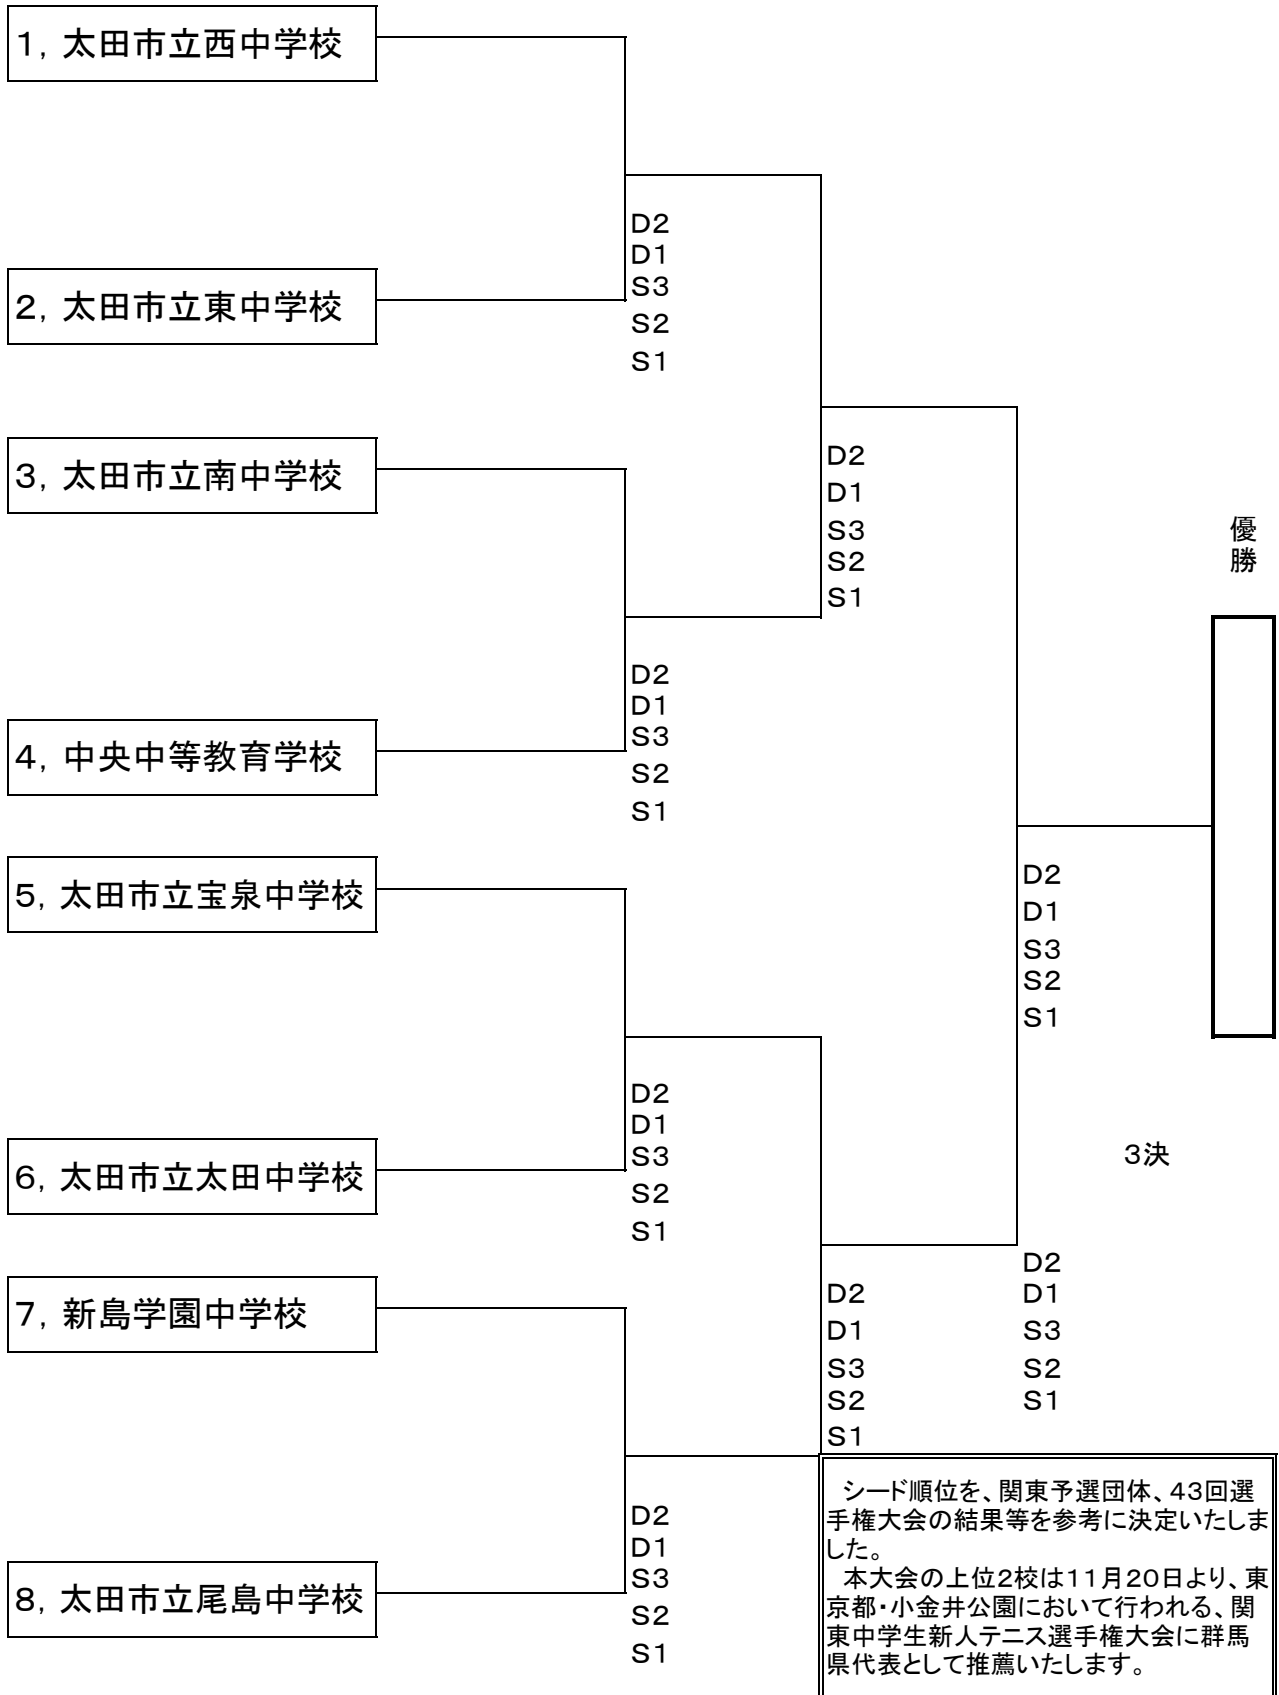 1, 太田市立西中学校
D2
D1
S3
S2
S1
2, 太田市立東中学校
3, 太田市立南中学校
D2
D1
S3
S2
S1
優
勝
D2
D1
S3
S2
S1
4, 中央中等教育学校
5, 太田市立宝泉中学校
D2
D1
S3
S2
S1
D2
D1
S3
S2
S1
6, 太田市立太田中学校
3決
D2
D1
S3
S2
S1
7, 新島学園中学校
D2
D1
S3
S2
S1
D2
D1
S3
S2
S1
8, 太田市立尾島中学校
シード順位を、関東予選団体、43回選
手権大会の結果等を参考に決定いたしま
した。
本大会の上位2校は11月20日より、東
京都・小金井公園において行われる、関
東中学生新人テニス選手権大会に群馬
県代表として推薦いたします。